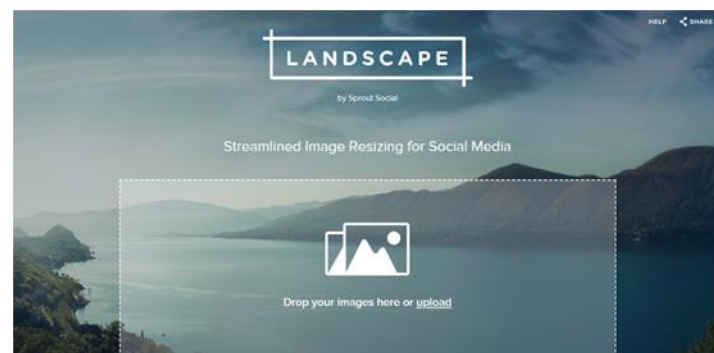 HELP SHARE
LANDSCAPE
by Sprout Social
Streamlined Image Resizing for Social Media
Drop your images here or upload